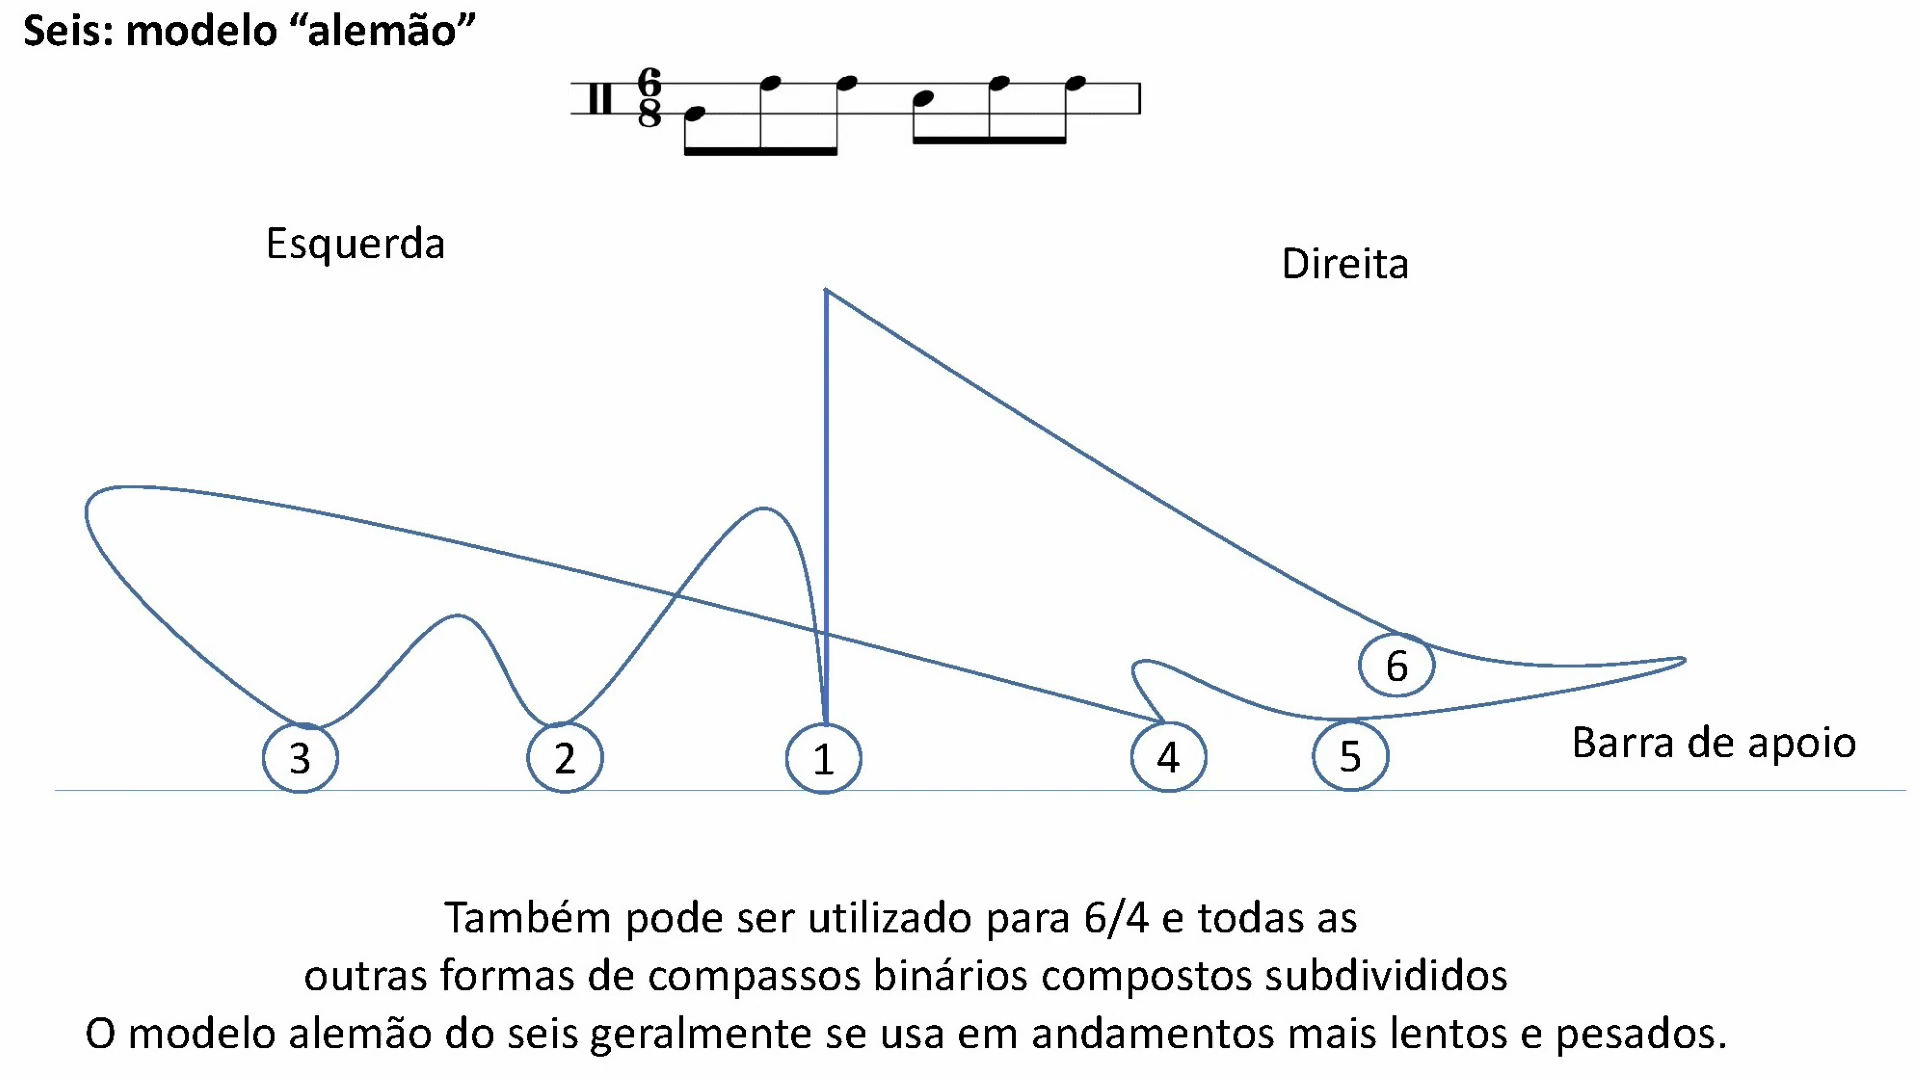 Seis: modelo “alemão”
6
8
Esquerda
Direita
6
3
2
1
4
5
Barra de apoio
Também pode ser utilizado para 6/4 e todas as
outras formas de compassos binários compostos subdivididos
O modelo alemão do seis geralmente se usa em andamentos mais lentos e pesados.